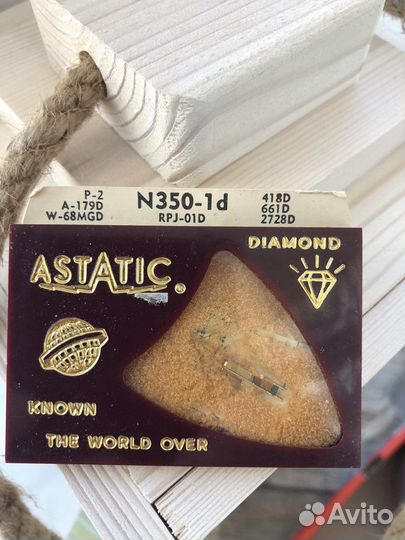 P-2
A-179D
W-68MGD
N350-1d
RPJ-01D
418D
661D
2728D
DIAMOND
ASTATIC.
KNOWN
THE WORLD OVER
Avito